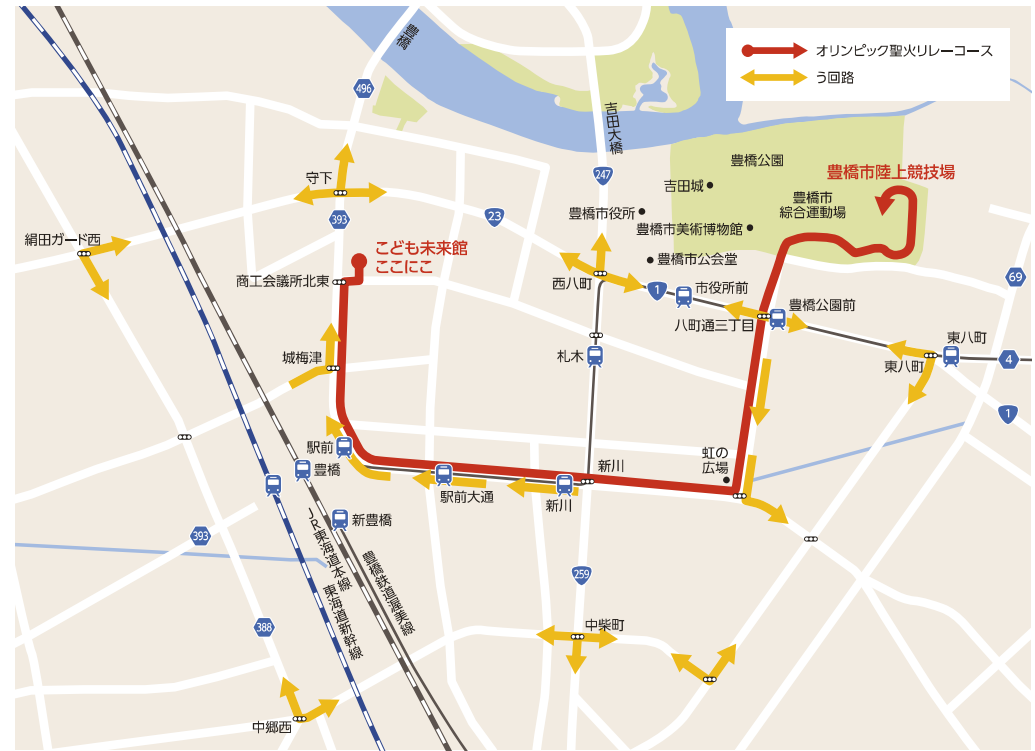 オリンピック聖火リレーコース
う回路
豊橋
496
吉田大橋
豊橋公園
豊橋市陸上競技場
247
守下
吉田城
豊橋市
綜合運動場
393
23
豊橋市役所
豊橋市美術博物館
絹田ガード西
こども未来館
ここにこ
豊橋市公会堂
商工会議所北東
西八町
1
市役所前
69
豊橋公園前
八町通三丁目
東八町
城梅津
札木
東八町
4
1
駅前
豊橋
新川
虹の
広場
駅前大通
新川
新豊橋
393
JR東海道本線
東海道新幹線
豊橋鉄道渥美線
259
388
中柴町
中郷西